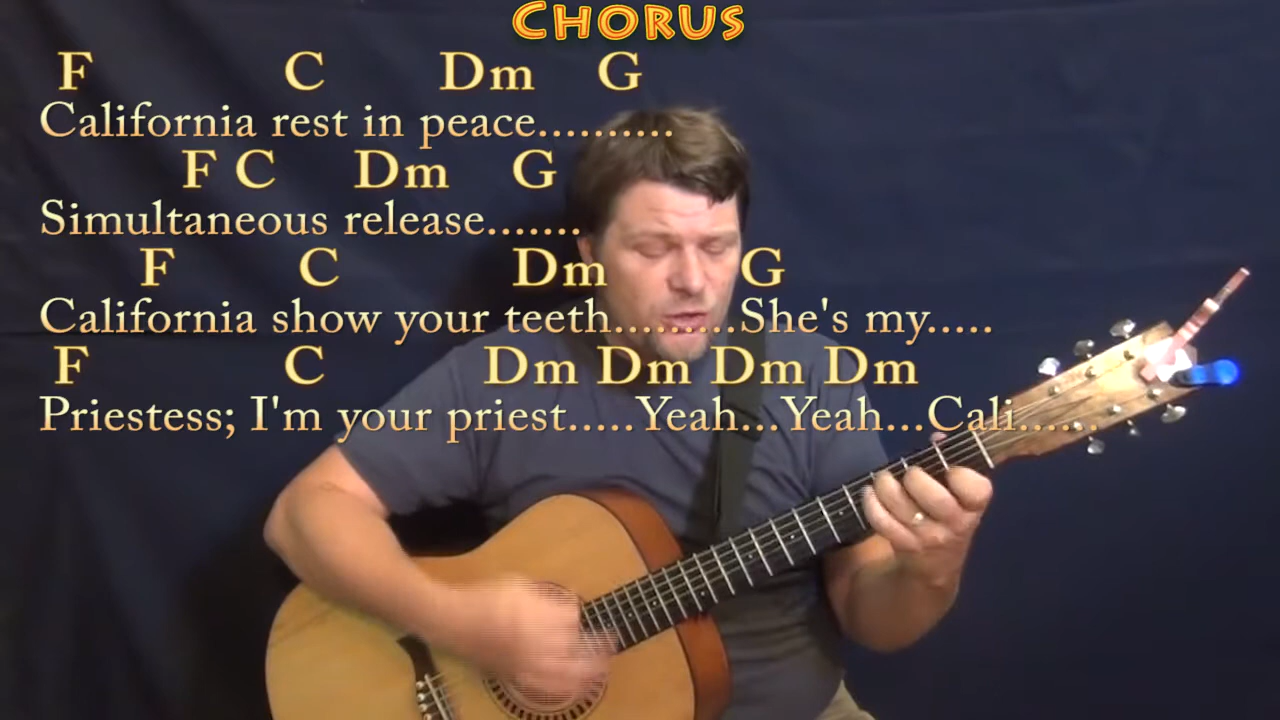 CHORUS
F C Dm G
California rest in peace..........
F C Dm G
Simultaneous release.......
F C Dm G
California show your teeth.........She's my.....
F C Dm Dm Dm Dm
Priestess; I'm your priest.....Yeah...Yeah...Cali......